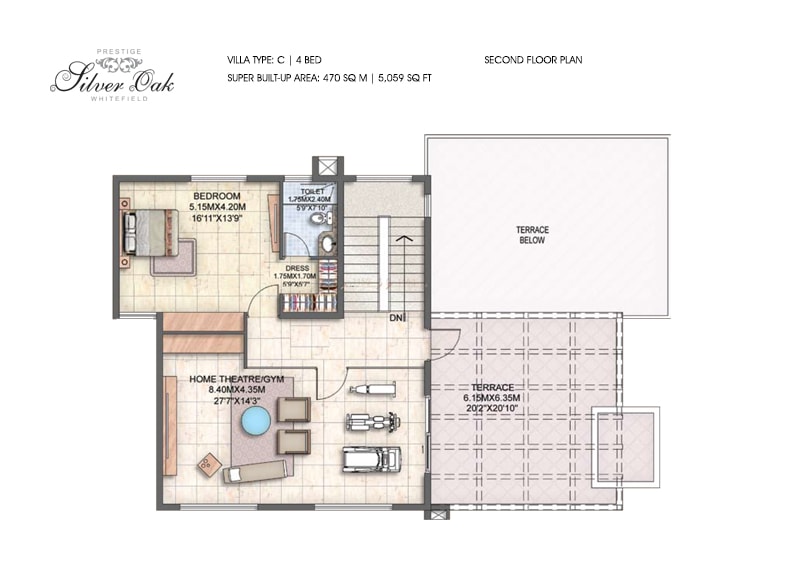 PRESTIGE
Silver Oak
WHITEFIELD
VILLA TYPE: C | 4 BED
SUPER BUILT-UP AREA: 470 SQ M | 5,059 SQ FT
SECOND FLOOR PLAN
BEDROOM
5.15MX4.20M
16'11"X13'9"
TOILET
1.75MX2.40M
5'9"X7'10"
DRESS
1.75MX1.70M
5'9"X5'7"
DN
TERRACE
BELOW
HOME THEATRE/GYM
8.40MX4.35M
27'7"X14'3"
TERRACE
6.15MX6.35M
20'2"X20'10"